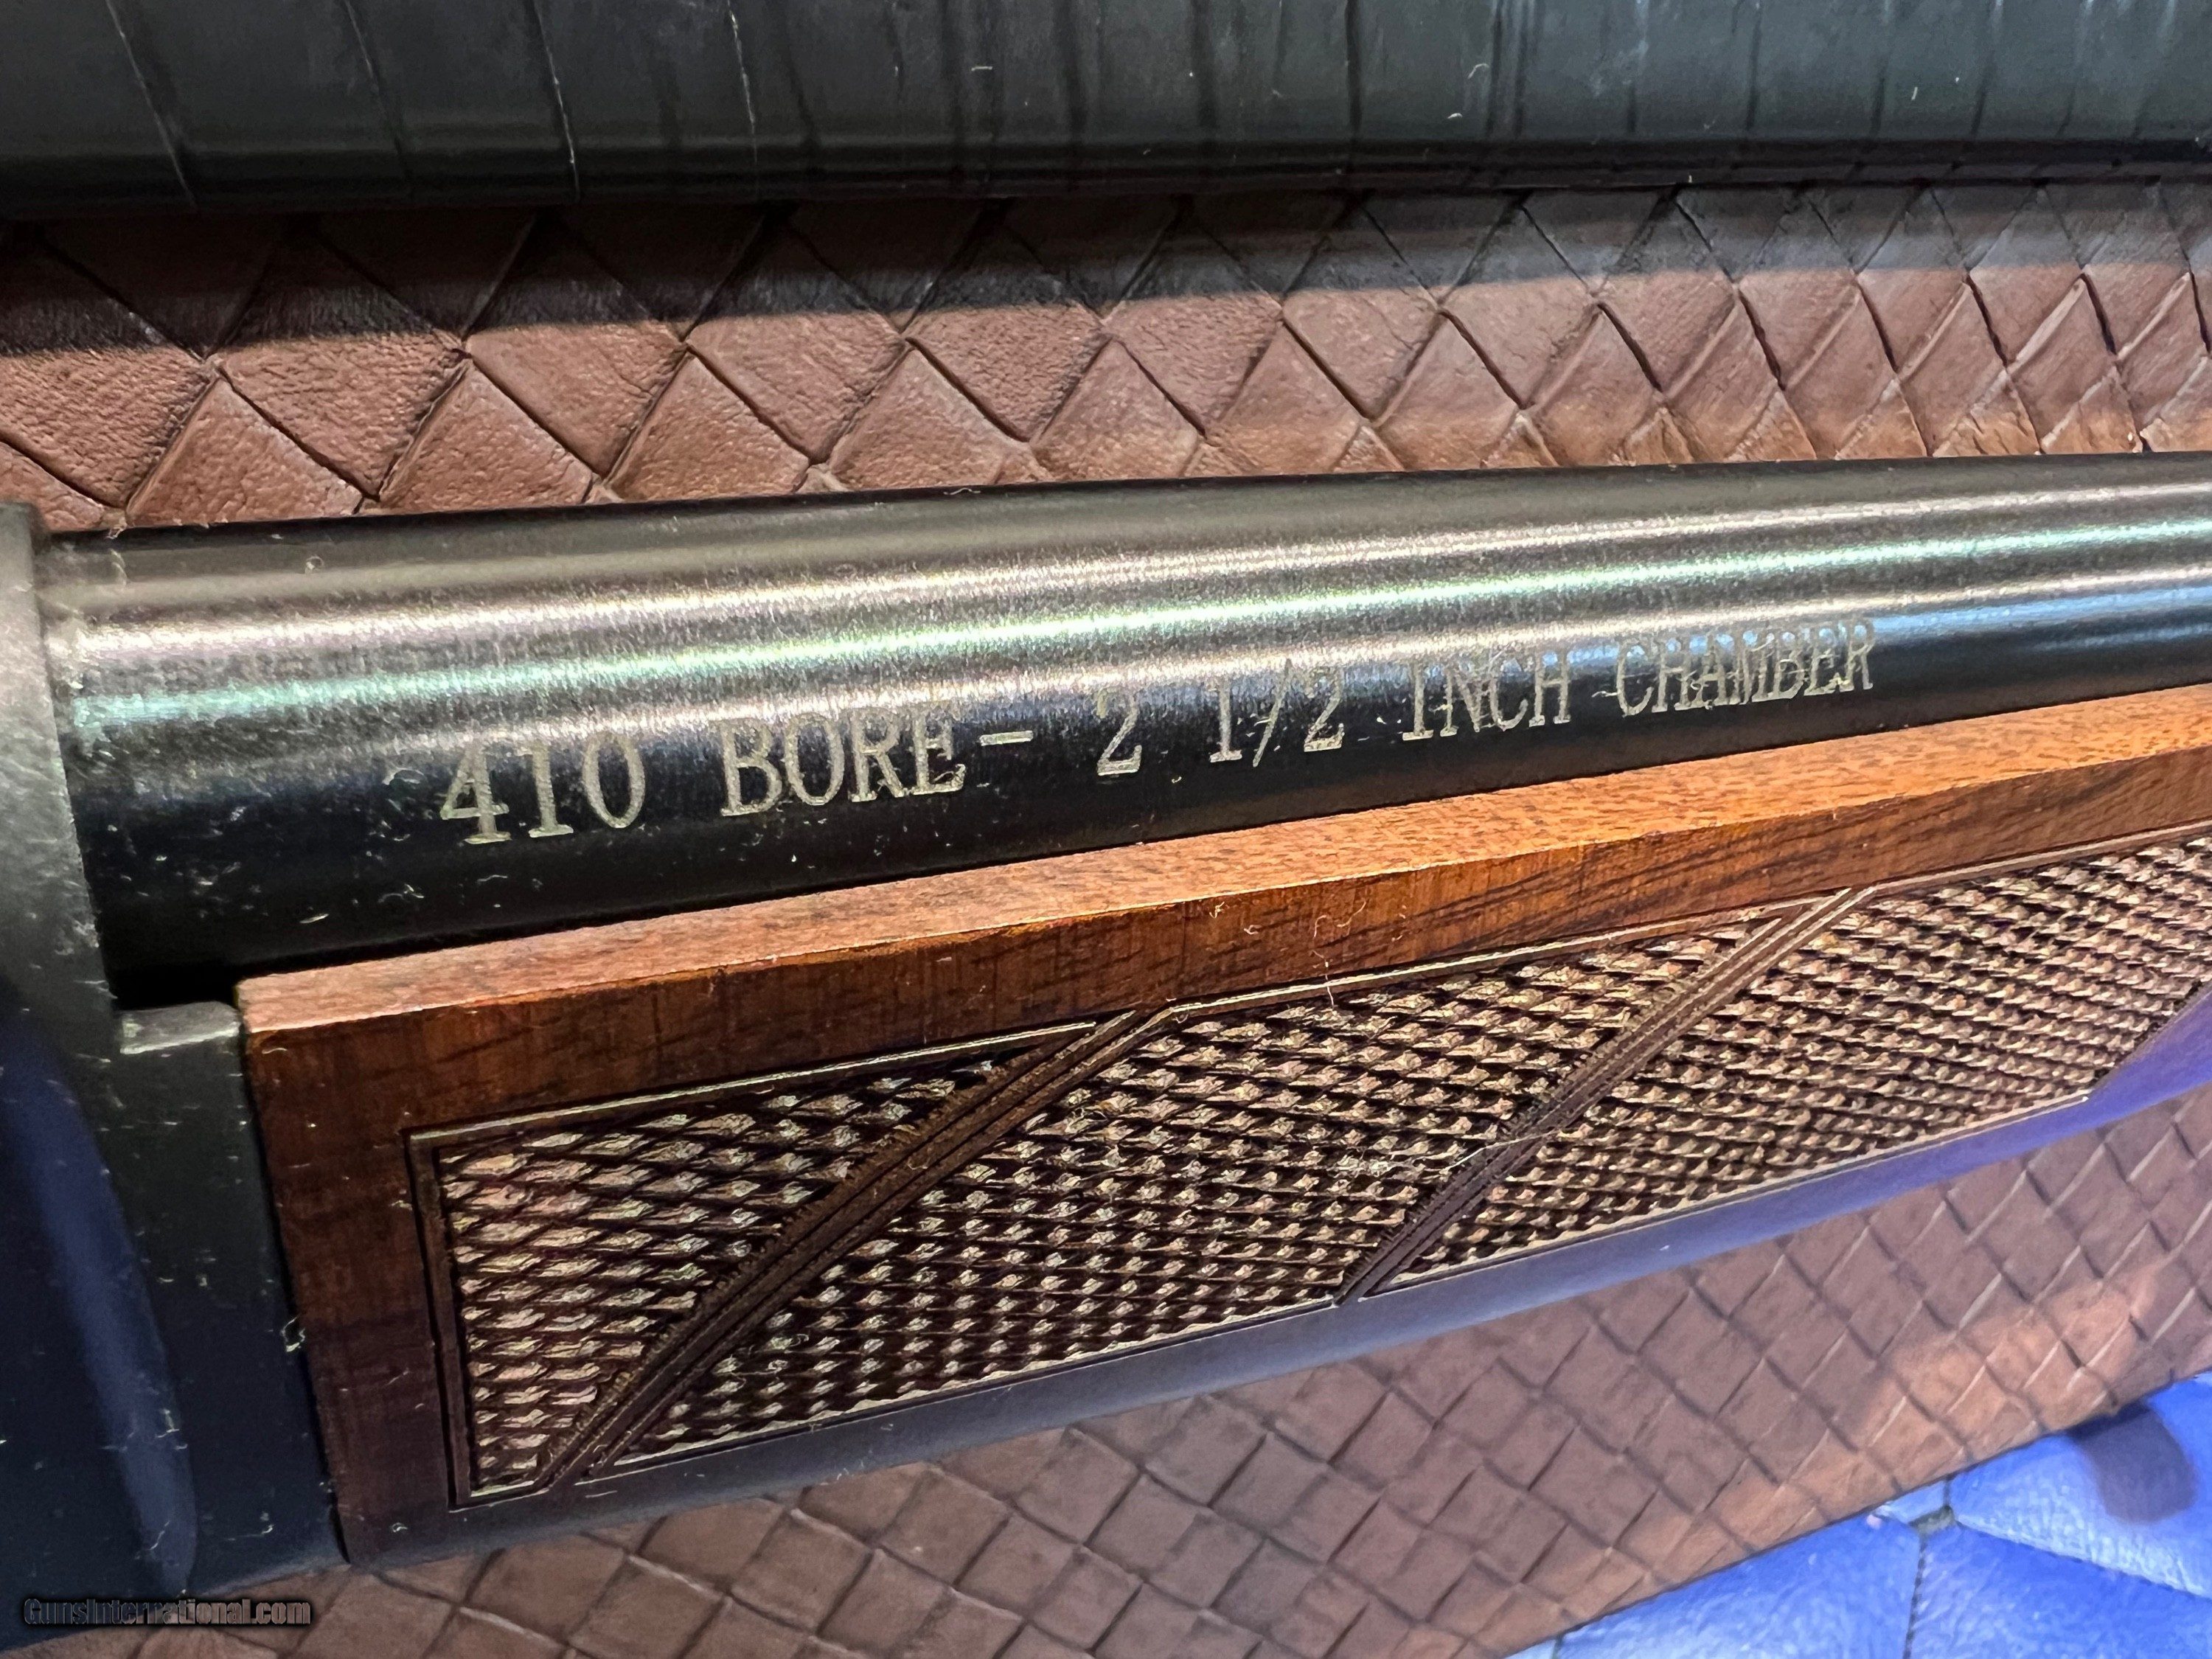 410 BORE - 2 1/2 INCH CHAMBER
GunsInternational.com